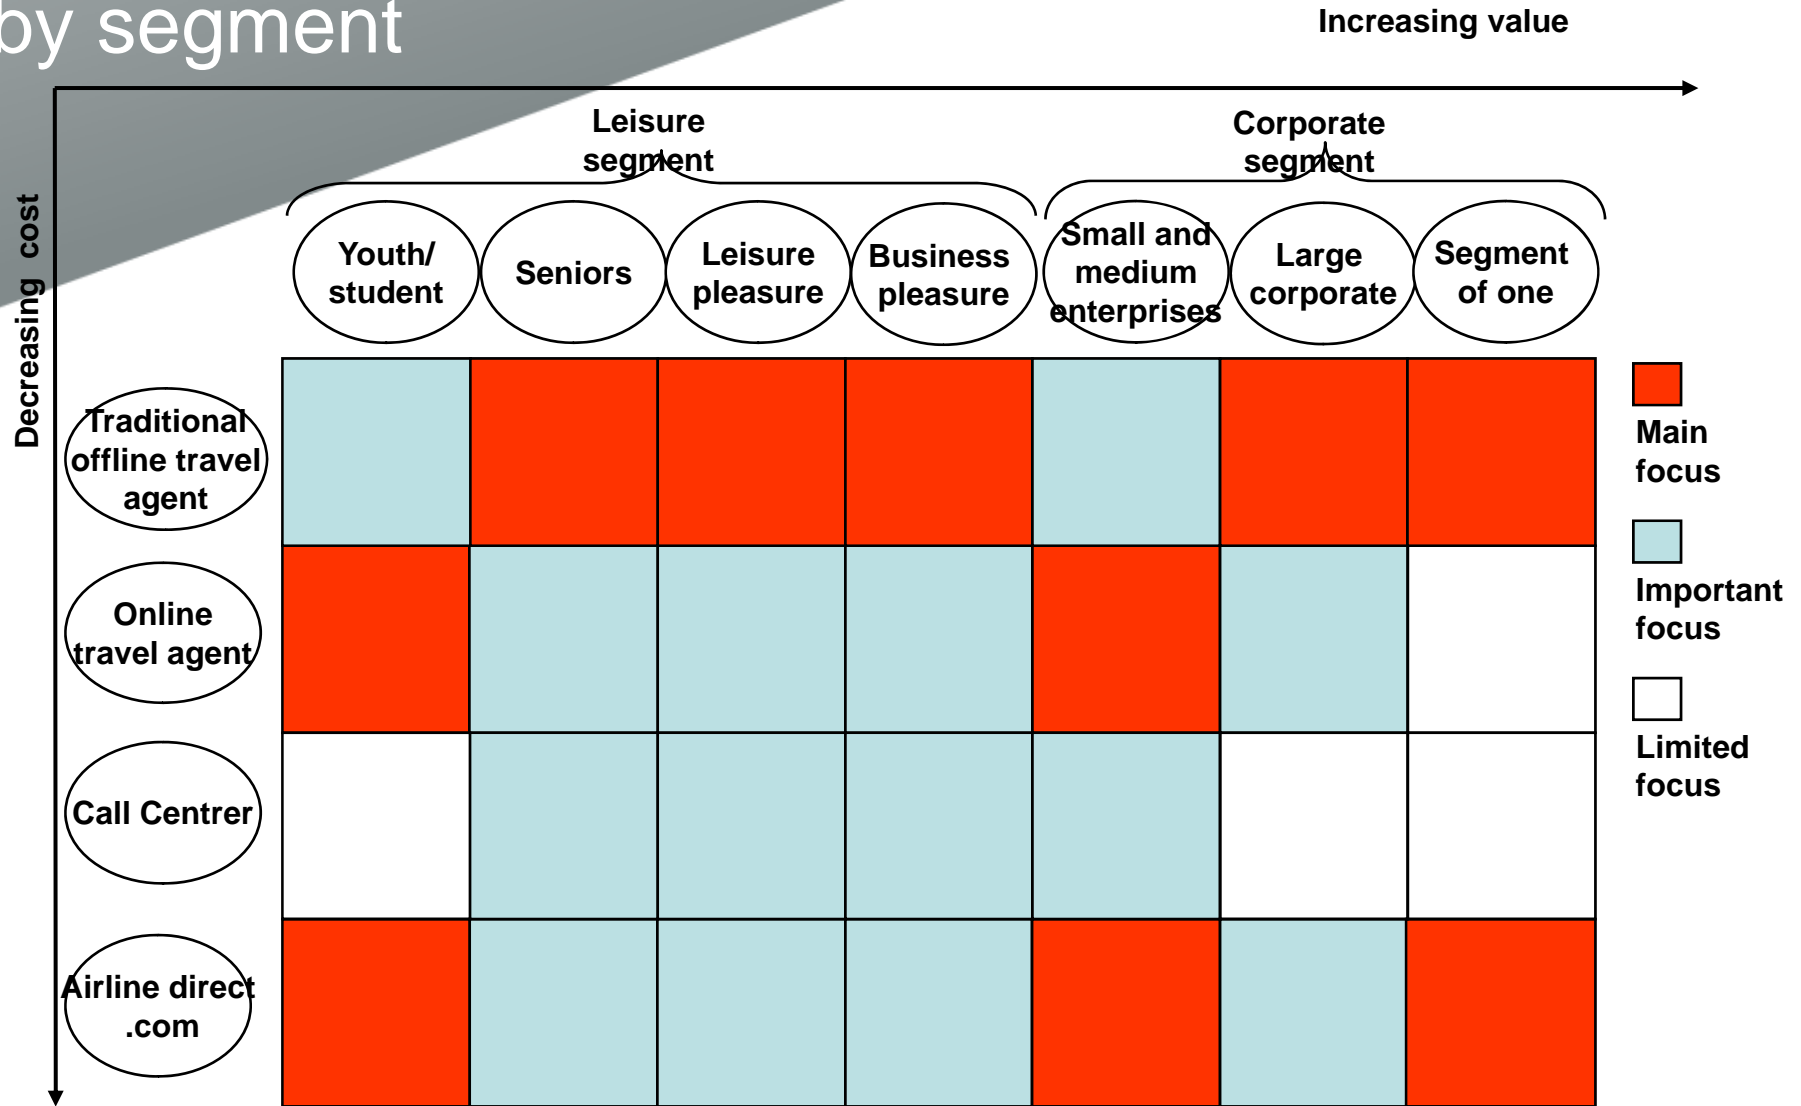 by segment
Increasing value
Decreasing cost
Leisure
segment
Corporate
segment
Youth/
student
Seniors
Leisure
pleasure
Business
pleasure
Small and
medium
enterprises
Large
corporate
Segment
of one
Traditional
offline travel
agent
Online
travel agent
Call Centrer
Airline direct
.com
Main
focus
Important
focus
Limited
focus